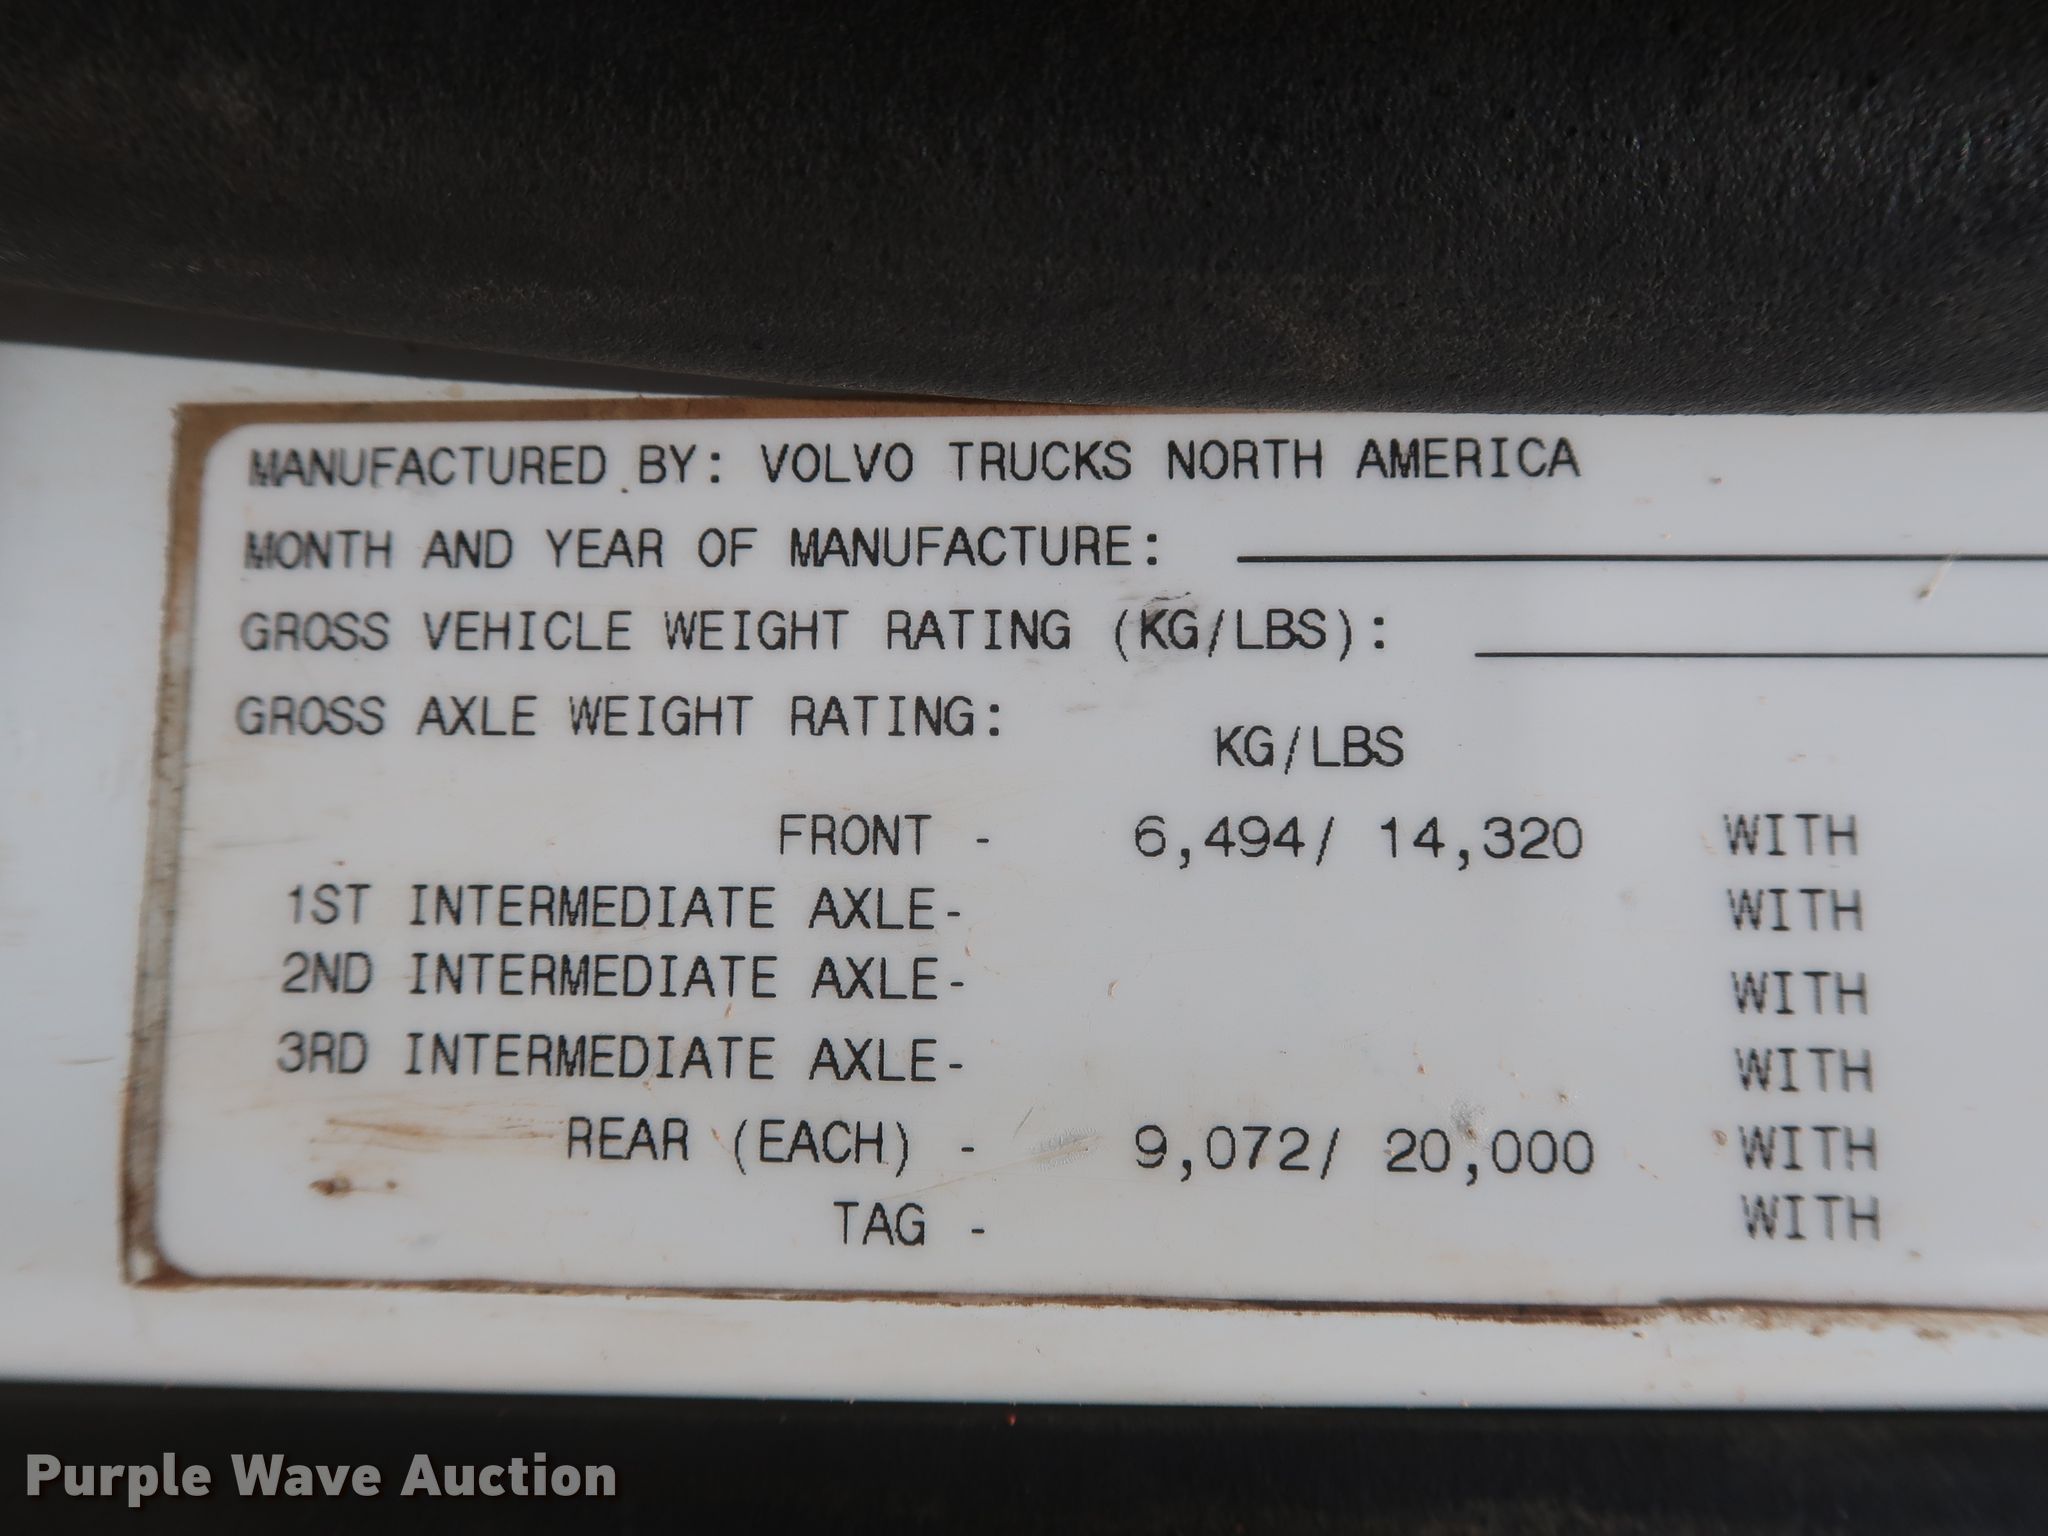 MANUFACTURED BY: VOLVO TRUCKS NORTH AMERICA
MONTH AND YEAR OF MANUFACTURE:
GROSS VEHICLE WEIGHT RATING (KG/LBS):
GROSS AXLE WEIGHT RATING:
KG/LBS
FRONT - 6,494/ 14,320 WITH
1ST INTERMEDIATE AXLE- WITH
2ND INTERMEDIATE AXLE- WITH
3RD INTERMEDIATE AXLE- WITH
REAR (EACH) - 9,072/ 20,000 WITH
TAG - WITH
Purple Wave Auction